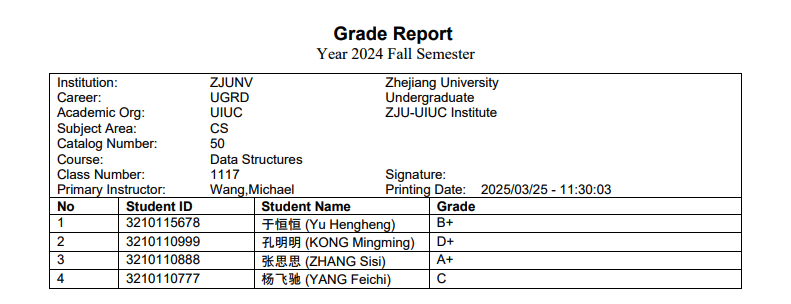 Grade Report
Year 2024 Fall Semester
Institution: ZJUNV Zhejiang University
Career: UGRD Undergraduate
Academic Org: UIUC ZJU-UIUC Institute
Subject Area: CS
Catalog Number: 50
Course: Data Structures
Class Number: 1117 Signature:
Primary Instructor: Wang,Michael Printing Date: 2025/03/25 - 11:30:03
No Student ID Student Name Grade
1 3210115678 于恒恒 (Yu Hengheng) B+
2 3210110999 孔明明 (KONG Mingming) D+
3 3210110888 张思思 (ZHANG Sisi) A+
4 3210110777 杨飞驰 (YANG Feichi) C